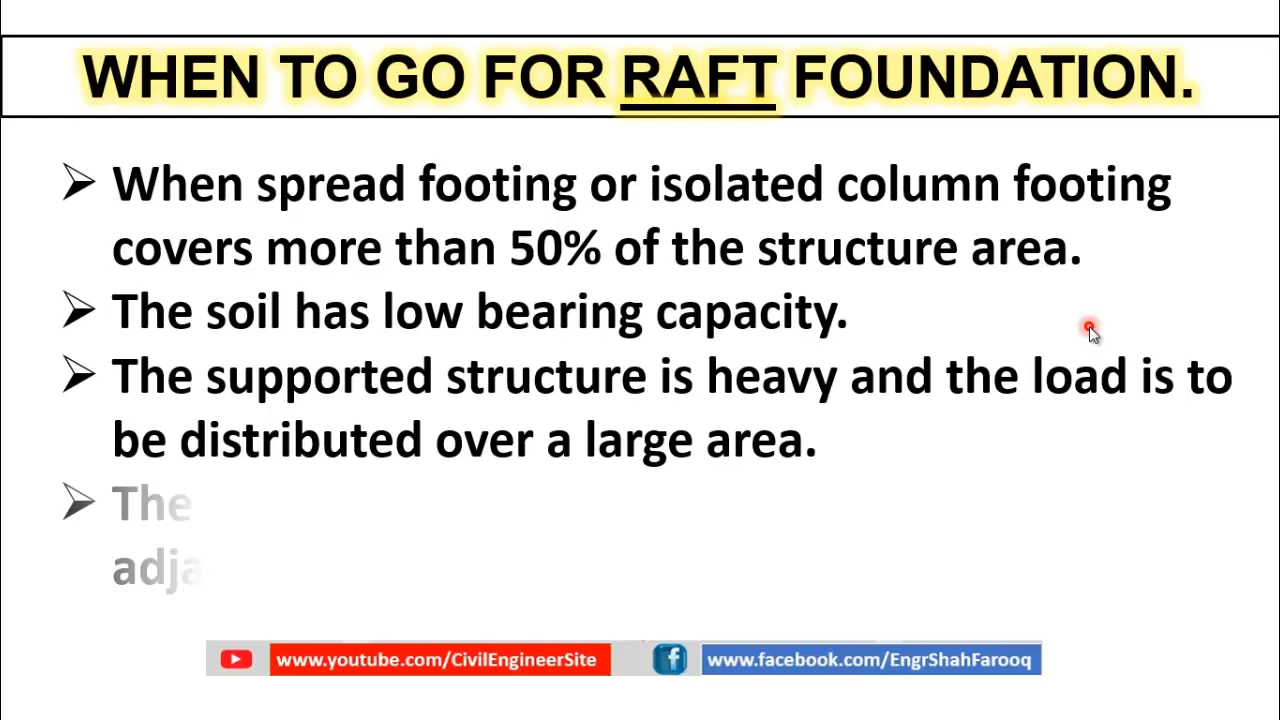 WHEN TO GO FOR RAFT FOUNDATION.
When spread footing or isolated column footing
covers more than 50% of the structure area.
The soil has low bearing capacity.
The supported structure is heavy and the load is to
be distributed over a large area.
The
www.youtube.com/CivilEngineerSite
www.facebook.com/EngrShahFarooq